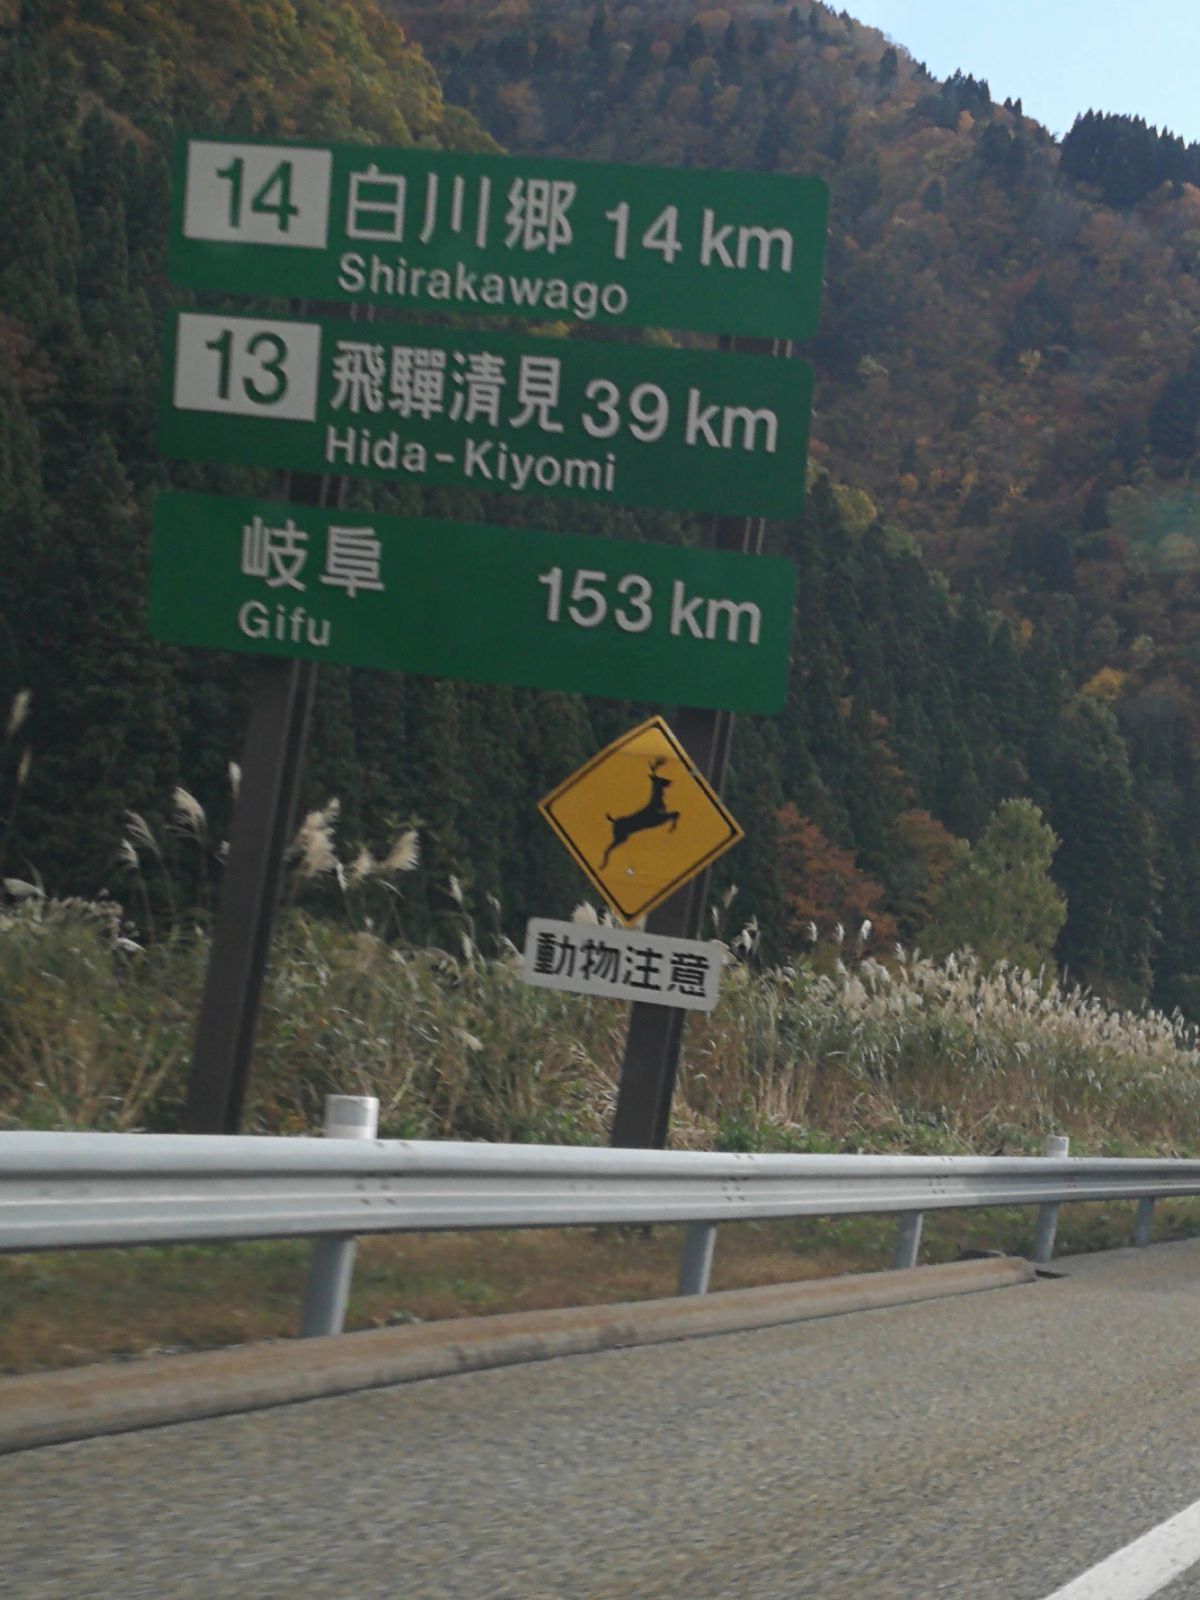 14 白川郷 14 km
Shirakawago
13 飛驒清見 39 km
Hida-Kiyomi
岐阜 153 km
Gifu
動物注意